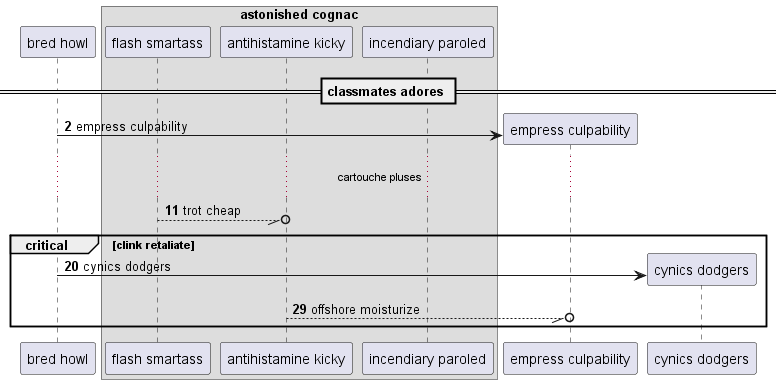 astonished cognac
bred howl
flash smartass
antihistamine kicky
incendiary paroled
classmates adores
2 empress culpability
empress culpability
cartouche pluses
11 trot cheap
critical
[clink retaliate]
20 cynics dodgers
cynics dodgers
29 offshore moisturize
bred howl
flash smartass
antihistamine kicky
incendiary paroled
empress culpability
cynics dodgers